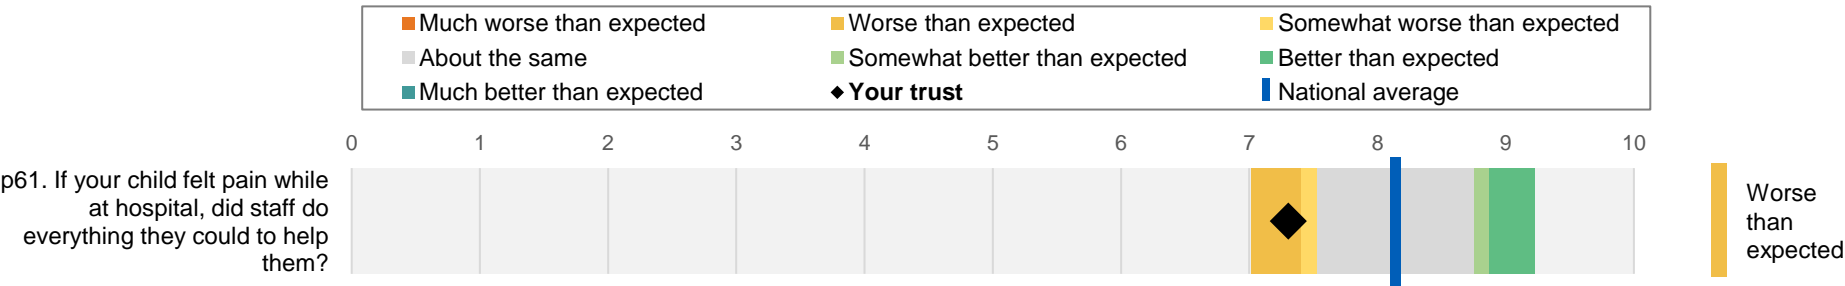 Much worse than expected
Worse than expected
Somewhat worse than expected
About the same
Somewhat better than expected
Better than expected
Much better than expected
Your trust
National average
0 1 2 3 4 5 6 7 8 9 10
p61. If your child felt pain while
at hospital, did staff do
everything they could to help
them?
Worse
than
expected